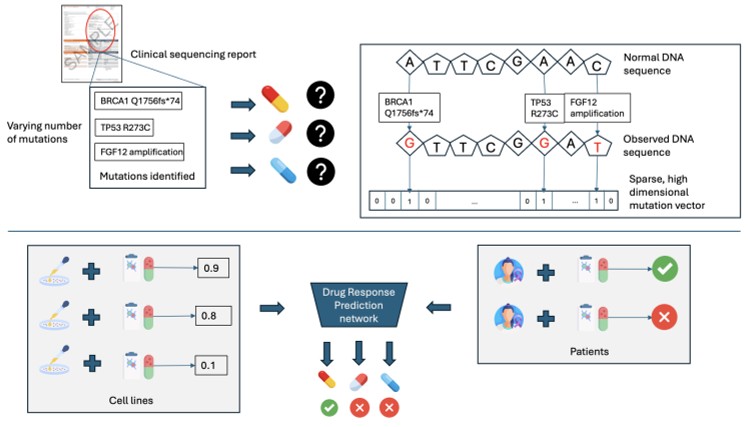 SAMPLE
Clinical sequencing report
Varying number
of mutations
BRCA1 Q1756fs*74
TP53 R273C
FGF12 amplification
Mutations identified
?
?
?
A T T C G A A C
Normal DNA
sequence
BRCA1
Q1756fs*74
TP53
R273C
FGF12
amplification
G T T C G G A T
Observed DNA
sequence
Sparse, high
dimensional
mutation vector
0 0 1 0 ... 0 1 ... 1 0
0.9
0.8
0.1
Cell lines
Drug Response
Prediction
network
Patients